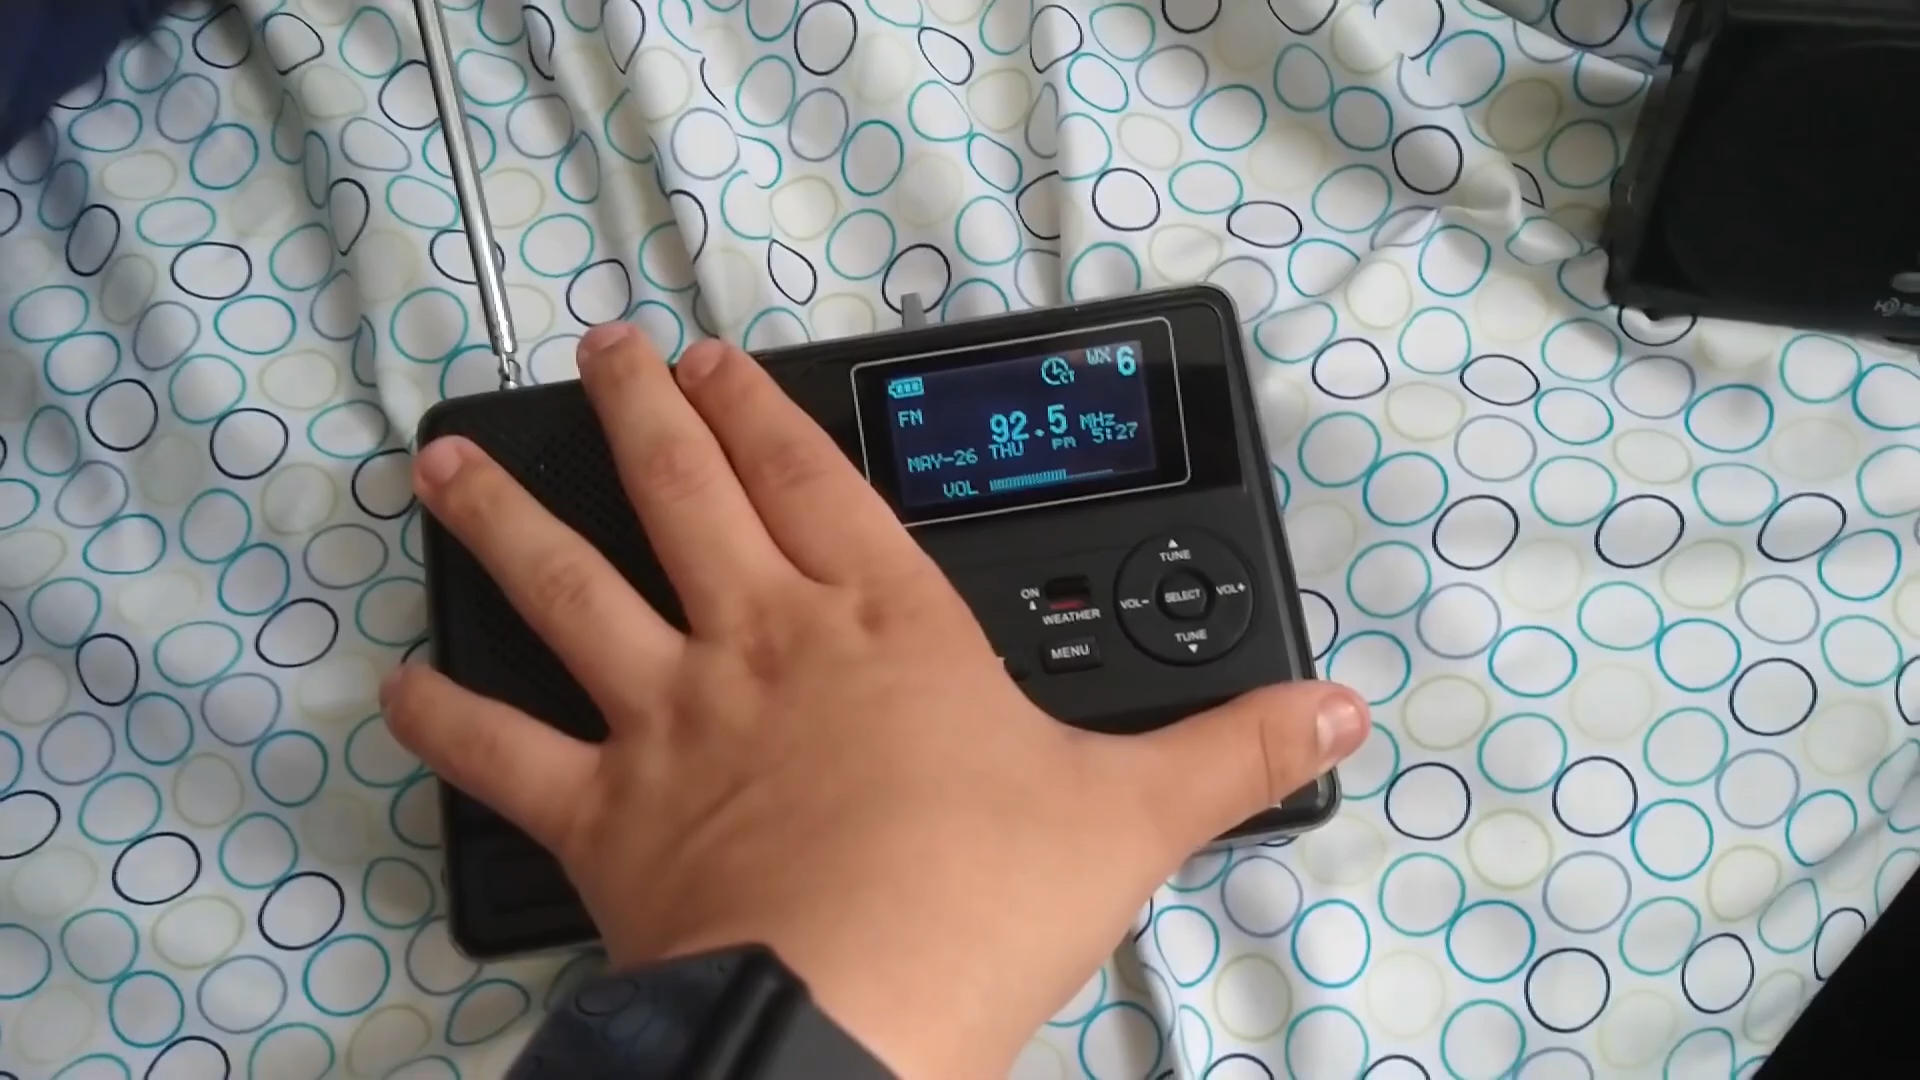 CT WX 6
FM 92.5 MHz
MAY-26 THU PM 5:27
VOL
TUNE
ON
WEATHER
VOL- SELECT VOL+
TUNE
MENU